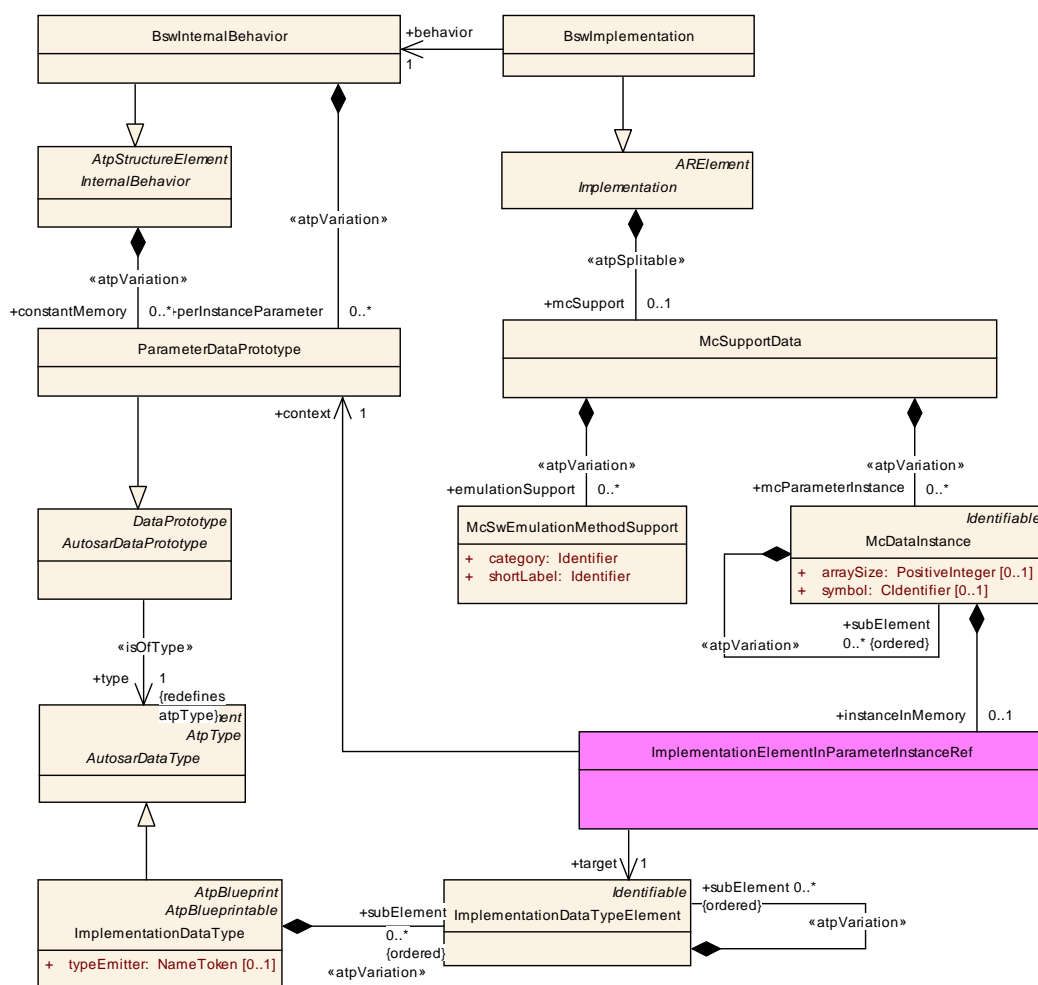 BswInternalBehavior
+behavior
1
BswImplementation
AtpStructureElement
InternalBehavior
ARElement
Implementation
«atpVariation»
«atpSplitable»
«atpVariation»
+constantMemory
0..*
+perInstanceParameter
0..*
+mcSupport
0..1
ParameterDataPrototype
McSupportData
+context
1
«atpVariation»
«atpVariation»
+emulationSupport
0..*
+mcParameterInstance
0..*
DataPrototype
AutosarDataPrototype
McSwEmulationMethodSupport
+ category: Identifier
+ shortLabel: Identifier
Identifiable
McDataInstance
+ arraySize: PositiveInteger [0..1]
+ symbol: CIdentifier [0..1]
+subElement
0..* {ordered}
«atpVariation»
«isOfType»
+type
1
{redefines
atpType}
AtpType
AutosarDataType
+instanceInMemory
0..1
ImplementationElementInParameterInstanceRef
+target
1
AtpBlueprint
AtpBlueprintable
ImplementationDataType
+ typeEmitter: NameToken [0..1]
+subElement
0..*
{ordered}
«atpVariation»
Identifiable
ImplementationDataTypeElement
+subElement 0..*
{ordered}
«atpVariation»